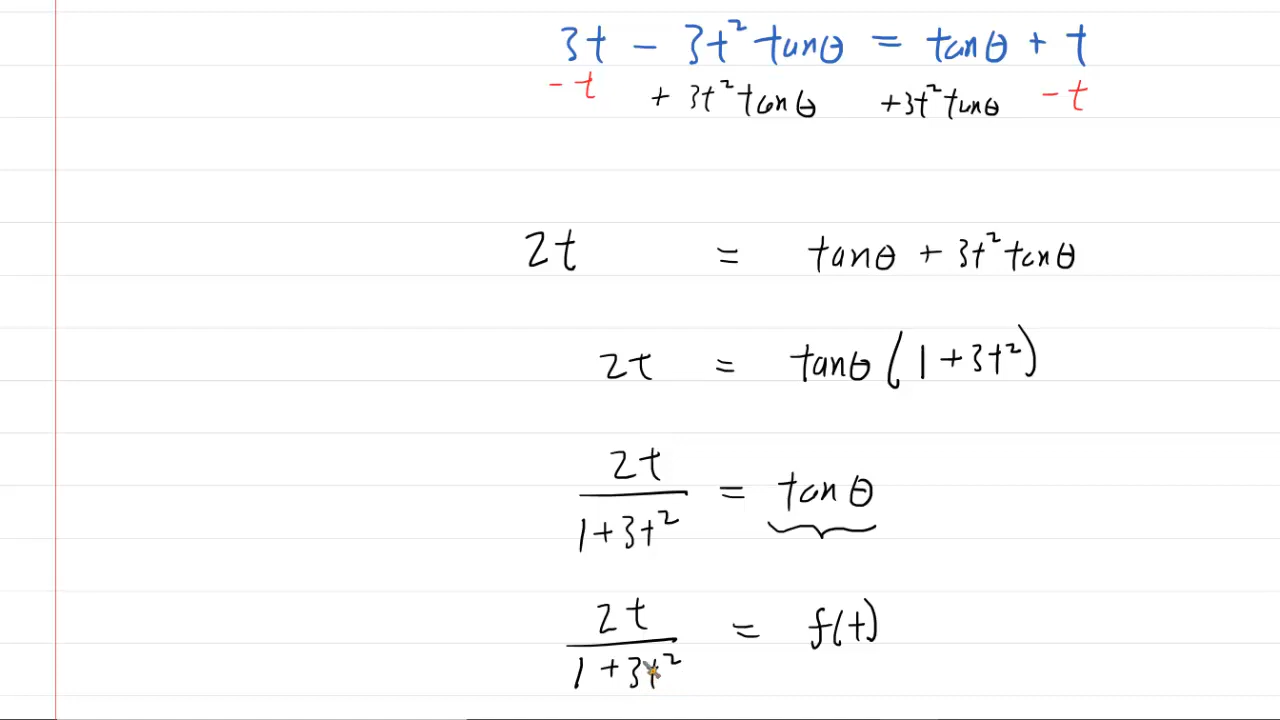 3t - 3t² tanθ = tanθ + t
- t + 3t² tanθ + 3t² tanθ - t
2t = tanθ + 3t² tanθ
2t = tanθ (1 + 3t²)
2t/(1+3t²) = tanθ
2t/(1+3t²) = f(t)